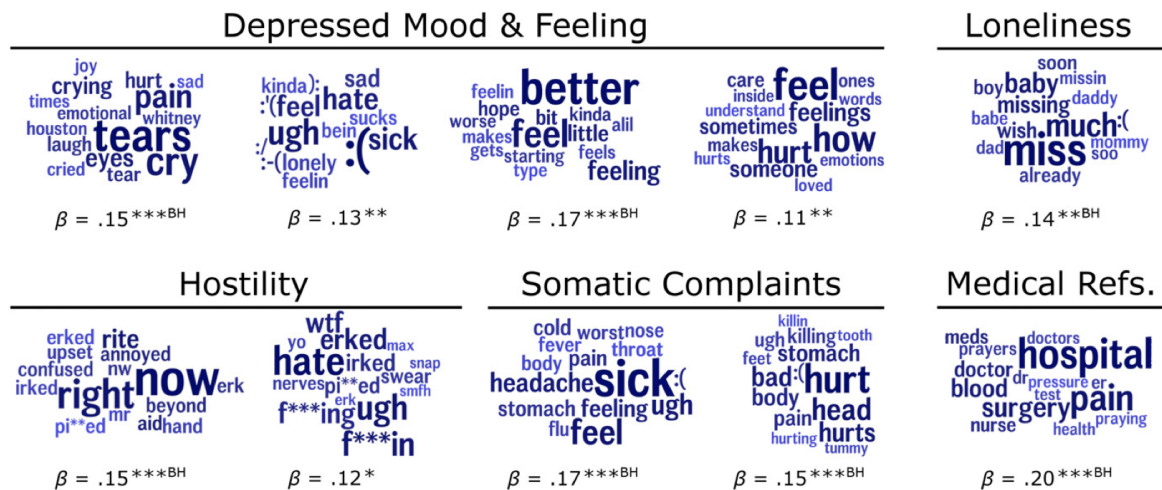 Depressed Mood & Feeling
joy
crying hurt sad
times pain
emotional whitney
houston tears
laugh
eyes cry
cried tear
β = .15***BH
kinda): sad
:'( feel hate
ugh sucks
bein
:/ :( sick
:-( lonely
feelin
β = .13**
feelin better
hope bit kinda
worse feel little alil
makes
gets starting feels
type feeling
β = .17***BH
care feel ones
inside words
understand feelings
sometimes how
makes hurt
hurts someone emotions
loved
β = .11**
Loneliness
soon
boy baby missin
missing daddy
babe wish much :(
dad miss mommy
soo
already
β = .14**BH
Hostility
erked rite
upset annoyed
confused nw now
irked right erk
mr beyond
pi**ed aid hand
β = .15***BH
wtf
yo erked max
hate irked snap
nerves pi**ed swear
erk smfh
f***ing ugh
f***in
β = .12*
Somatic Complaints
cold worst nose
fever throat
body pain
headache sick :(
stomach feeling ugh
flu feel
β = .17***BH
killin
ugh killing tooth
feet stomach
bad :( hurt
body
pain head
hurting hurts
tummy
β = .15***BH
Medical Refs.
meds doctors
prayers hospital
doctor dr
blood pressure er
test pain
surgery
nurse praying
health
β = .20***BH